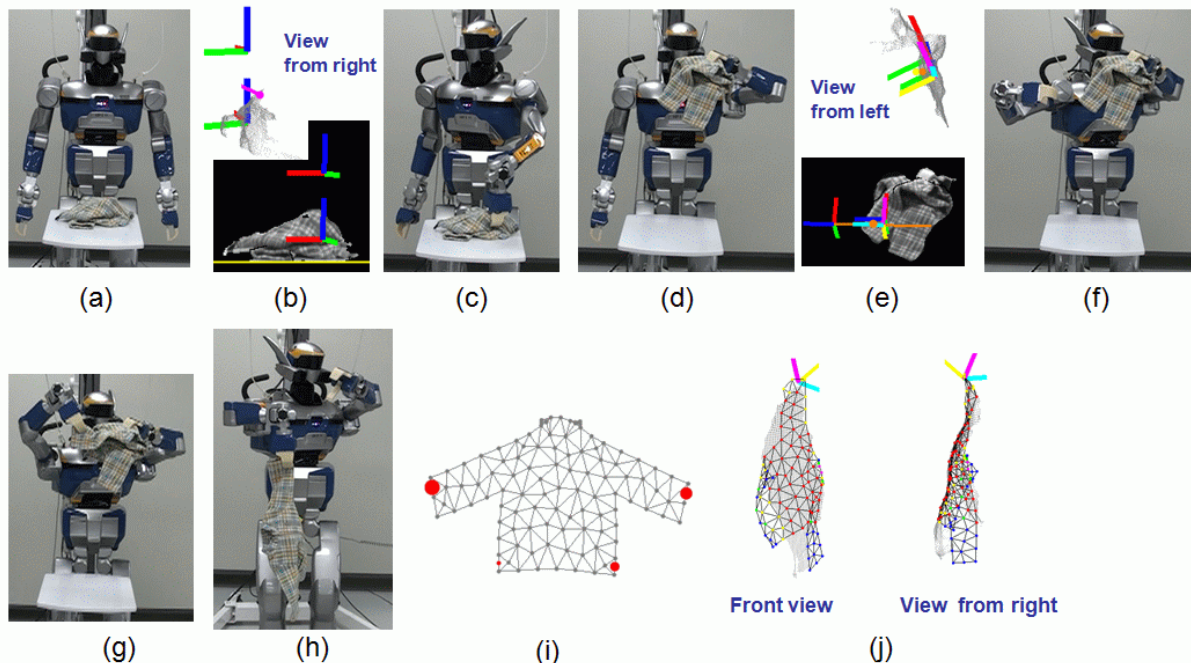 View
from right
View
from left
(a)
(b)
(c)
(d)
(e)
(f)
Front view
View from right
(g)
(h)
(i)
(j)